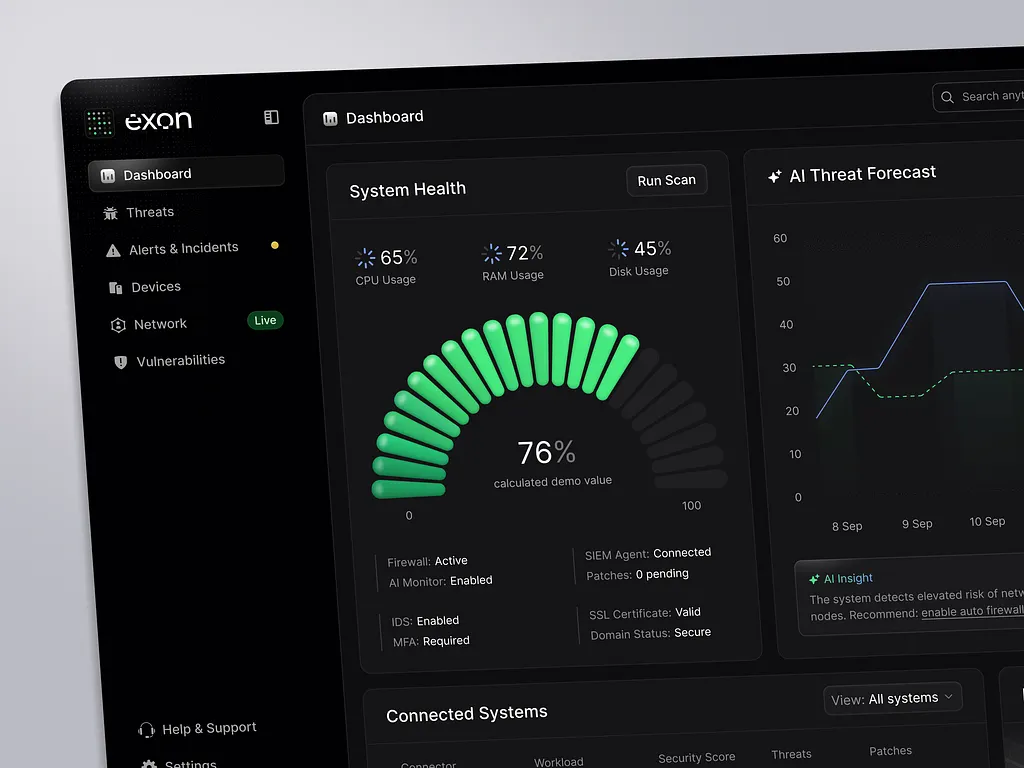 exon
Dashboard
Threats
Alerts & Incidents
Devices
Network
Live
Vulnerabilities
Help & Support
Settings
Dashboard
System Health
Run Scan
65%
CPU Usage
72%
RAM Usage
45%
Disk Usage
76%
calculated demo value
0
100
Firewall: Active
AI Monitor: Enabled
SIEM Agent: Connected
Patches: 0 pending
IDS: Enabled
MFA: Required
SSL Certificate: Valid
Domain Status: Secure
Search
AI Threat Forecast
60
50
40
30
20
10
0
8 Sep
9 Sep
10 Sep
AI Insight
The system detects elevated risk of
nodes. Recommend: enable auto firewall
Connected Systems
View: All systems
Connector
Workload
Security Score
Threats
Patches